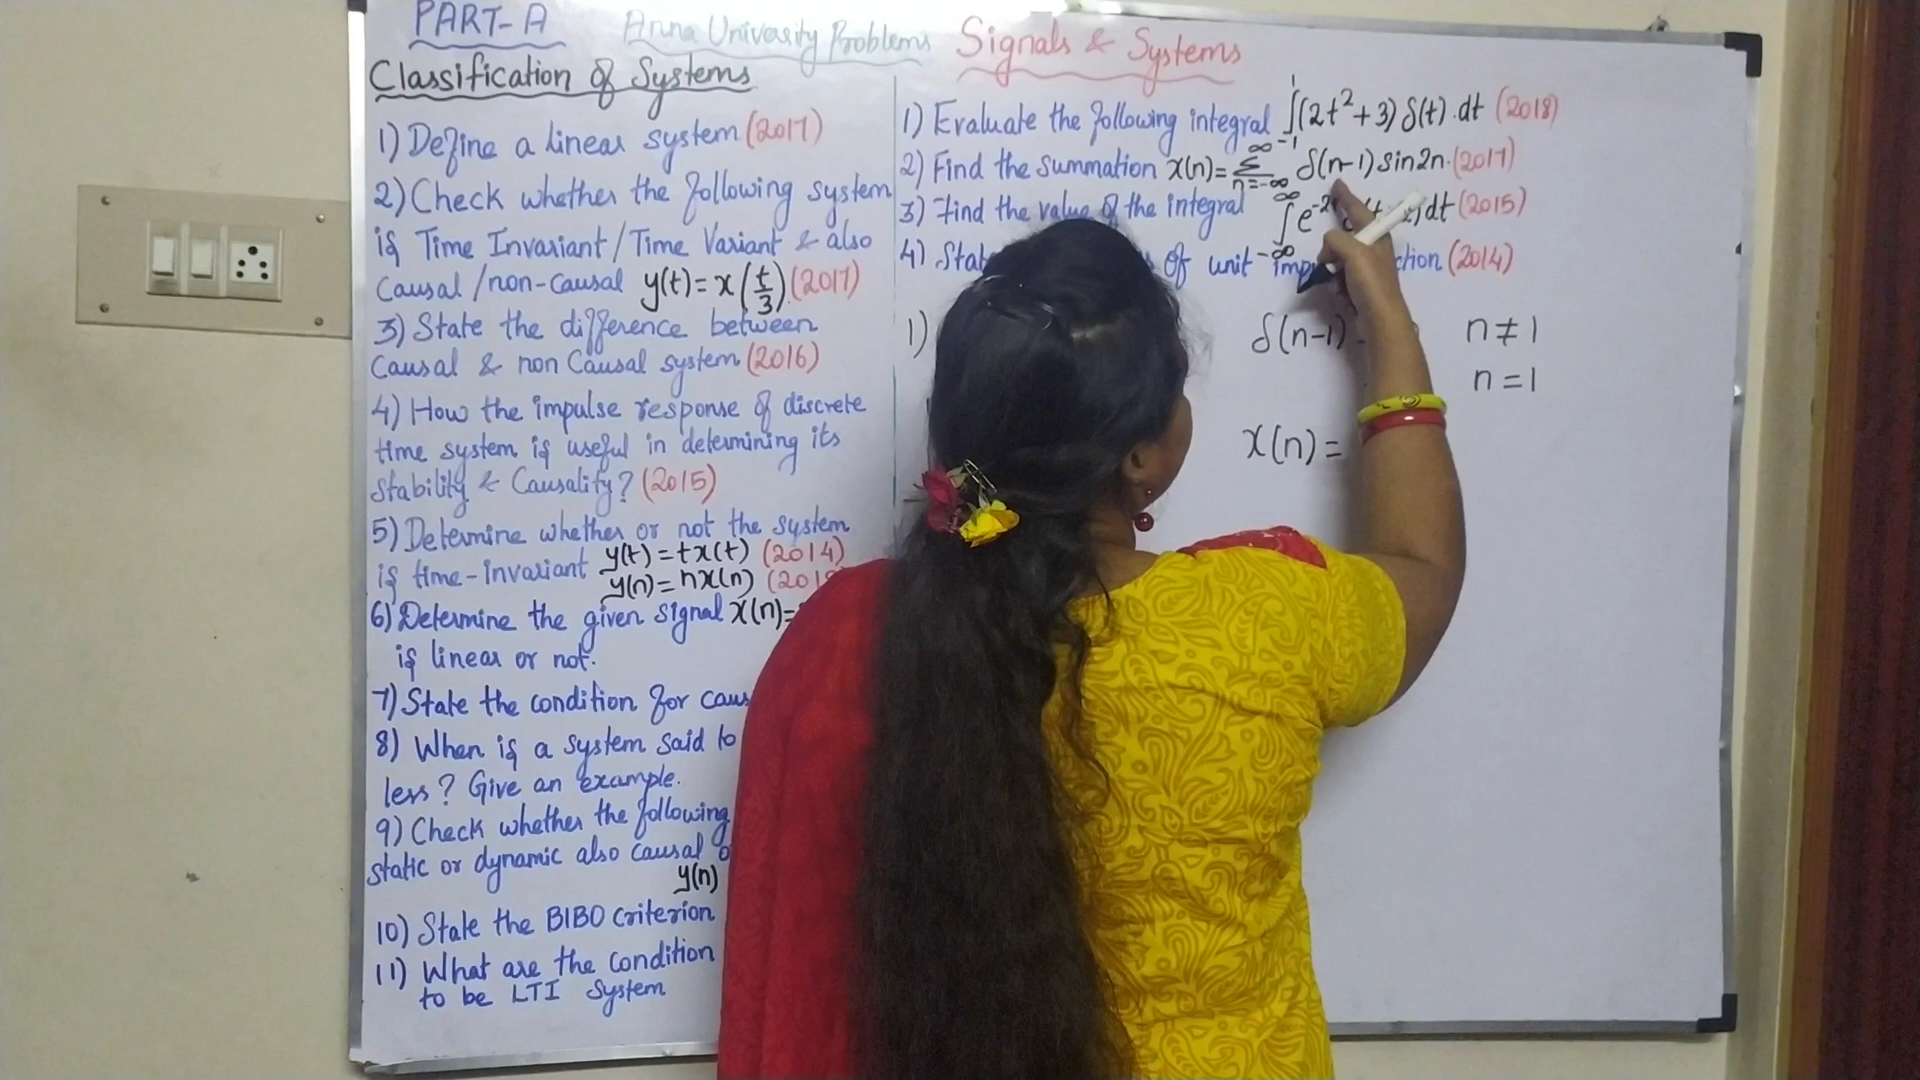 PART-A
Anna Univasity Problems
Signals & Systems
Classification of Systems
1) Define a linear system (2017)
2) Check whether the following system
is Time Invariant/Time Variant & also
Causal/non-Causal y(t)=x(t/3).(2017)
3) State the difference between
Causal & non Causal system (2016)
4) How the impulse response of discrete
time system is useful in determining its
Stability & Causality? (2015)
5) Determine whether or not the system
is time-invariant y(t)=tx(t) (2014)
y(n)=nx(n) (201
6) Determine the given signal x(n)=
is linear or not.
7) State the condition for caus
8) When is a system said to
less? Give an example.
9) Check whether the following
static or dynamic also causal o
y(n)
10) State the BIBO criterion
11) What are the condition
to be LTI System
1) Evaluate the following integral ∫₋₁¹(2t²+3)δ(t).dt (2018)
2) Find the summation x(n)=Σ_{n=-∞}^{∞} δ(n-1)sin2n.(2017)
3) Find the value of the integral ∫₋∞^∞ e⁻² dt (2015)
4) Stat of unit imp ction (2014)
1)
δ(n-1) n≠1
n=1
x(n)=